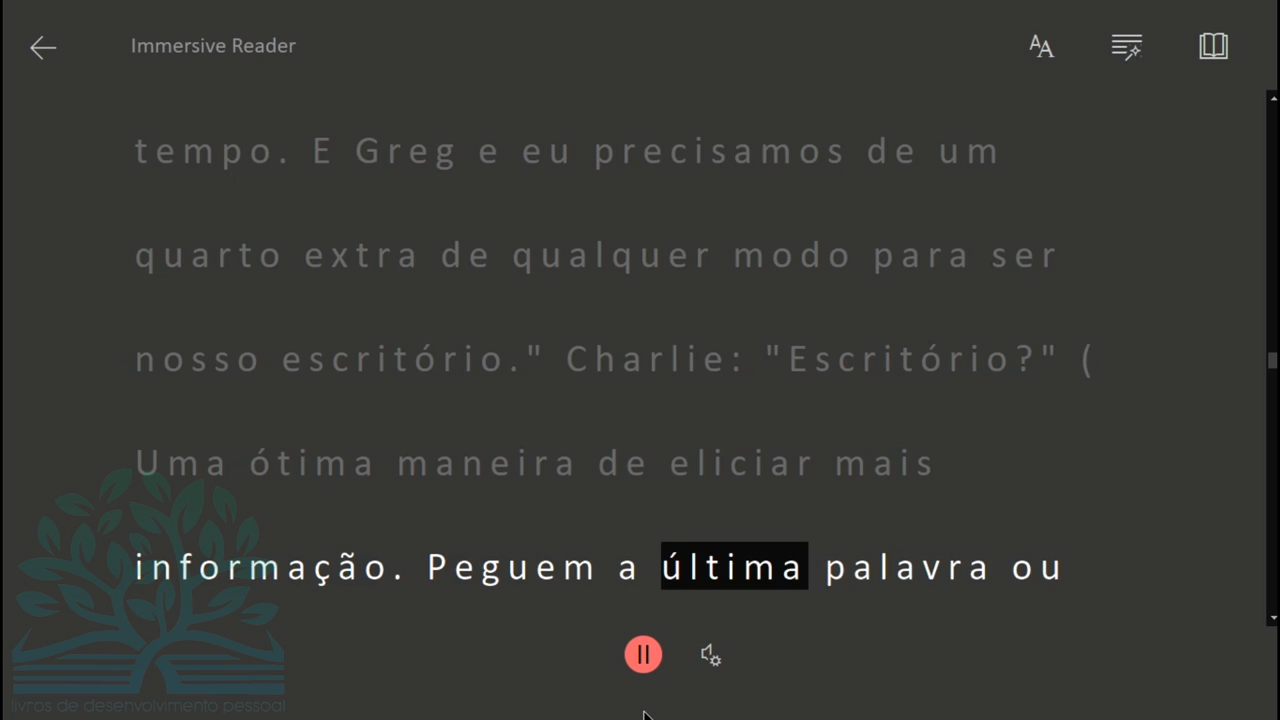 Immersive Reader
tempo. E Greg e eu precisamos de um
quarto extra de qualquer modo para ser
nosso escritório." Charlie: "Escritório?" (
Uma ótima maneira de eliciar mais
informação. Peguem a última palavra ou
livros de desenvolvimento pessoal